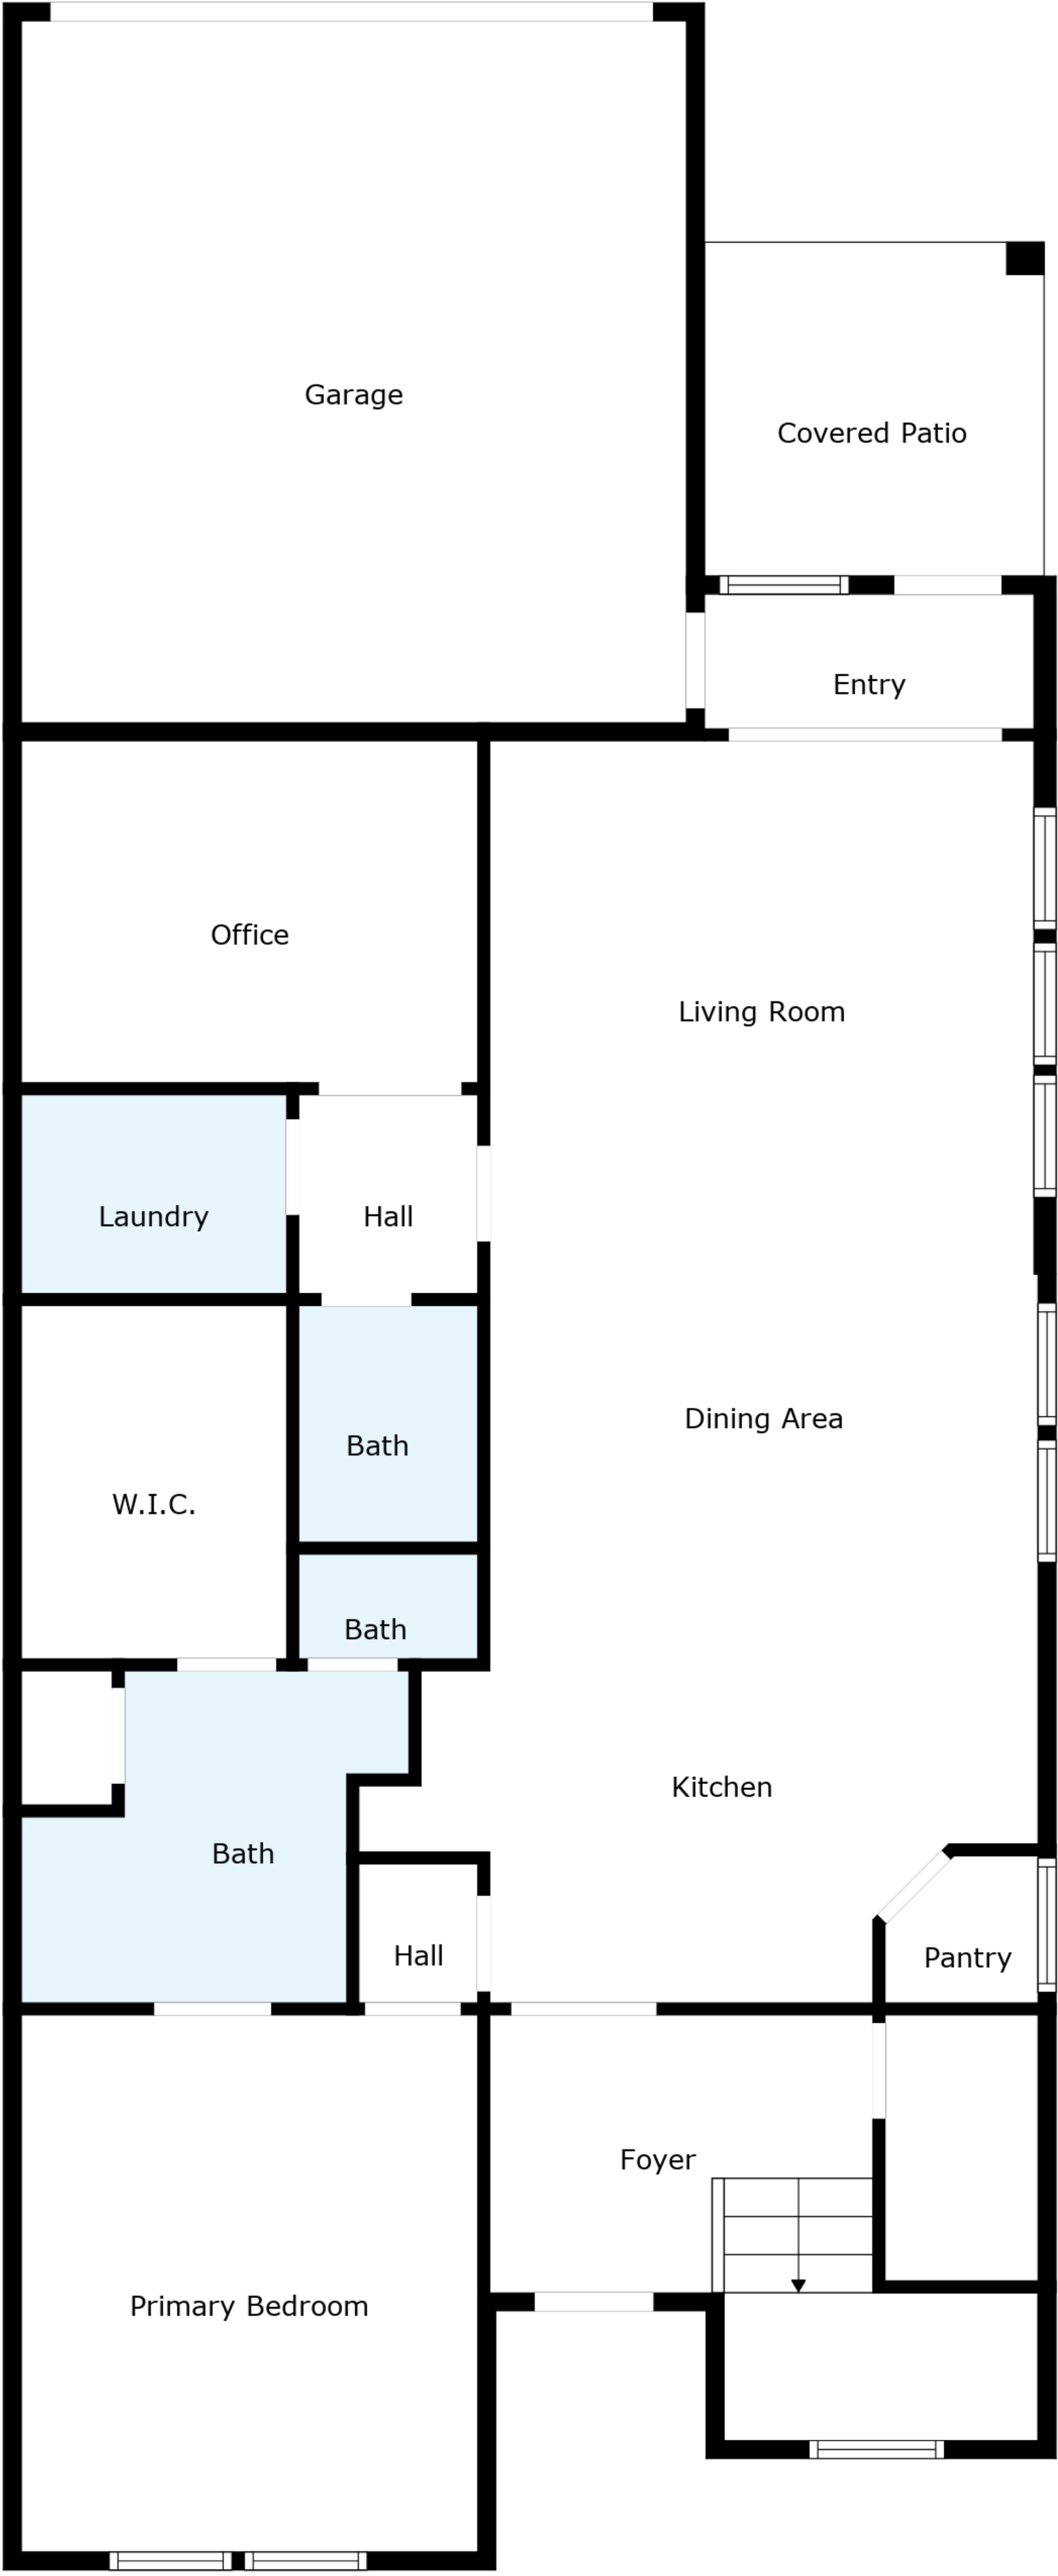 Garage
Covered Patio
Entry
Office
Living Room
Laundry
Hall
Dining Area
Bath
W.I.C.
Bath
Kitchen
Bath
Hall
Pantry
Foyer
Primary Bedroom